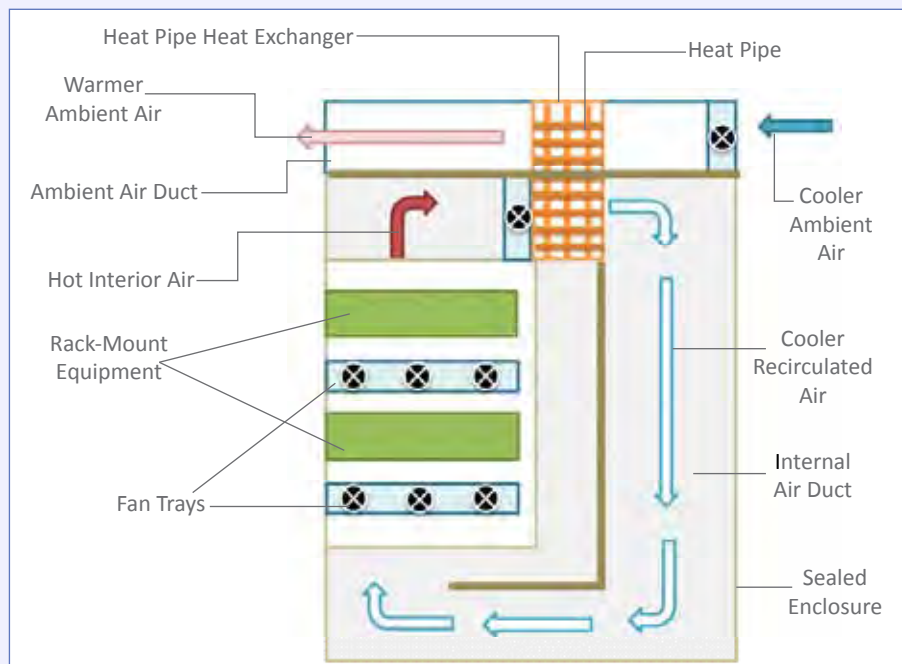 Heat Pipe Heat Exchanger
Heat Pipe
Warmer
Ambient Air
Ambient Air Duct
Cooler
Ambient
Air
Hot Interior Air
Rack-Mount
Equipment
Cooler
Recirculated
Air
Internal
Air Duct
Fan Trays
Sealed
Enclosure